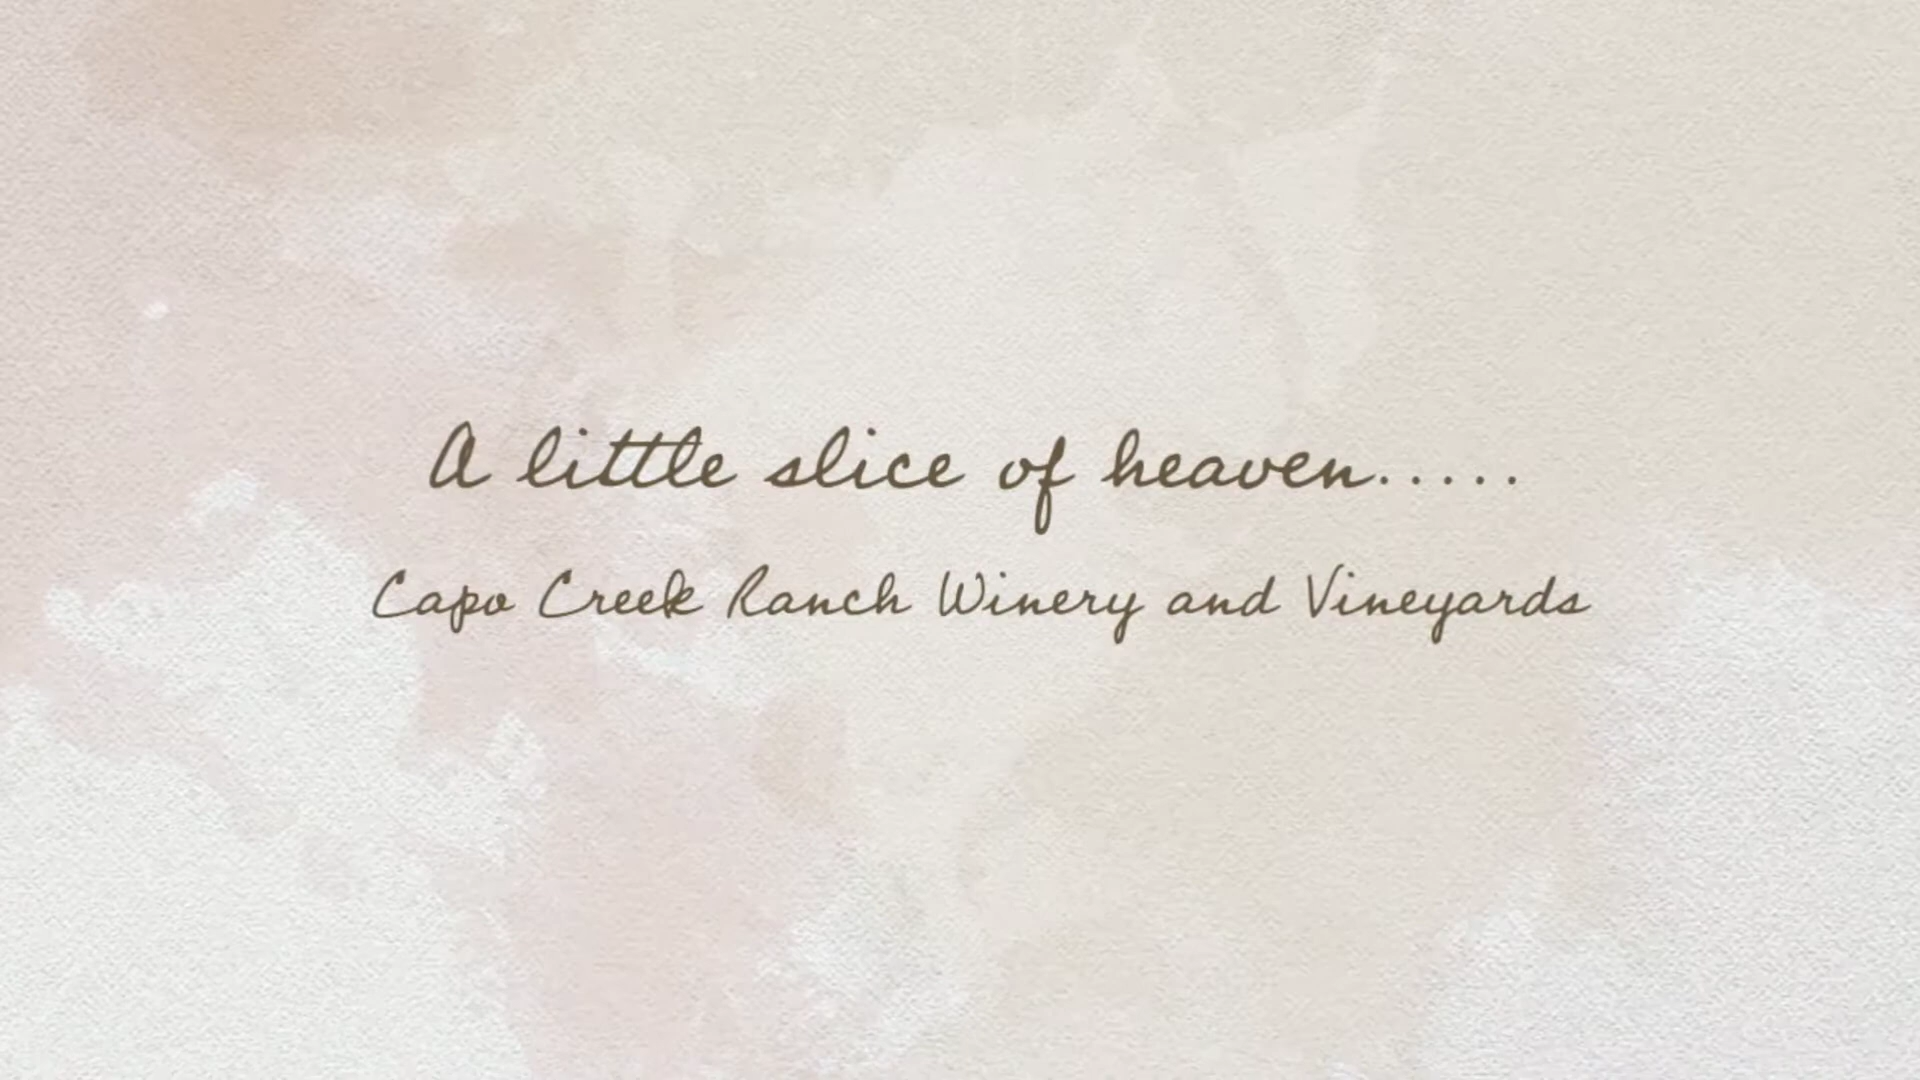 A little slice of heaven.....
Capo Creek Ranch Winery and Vineyards